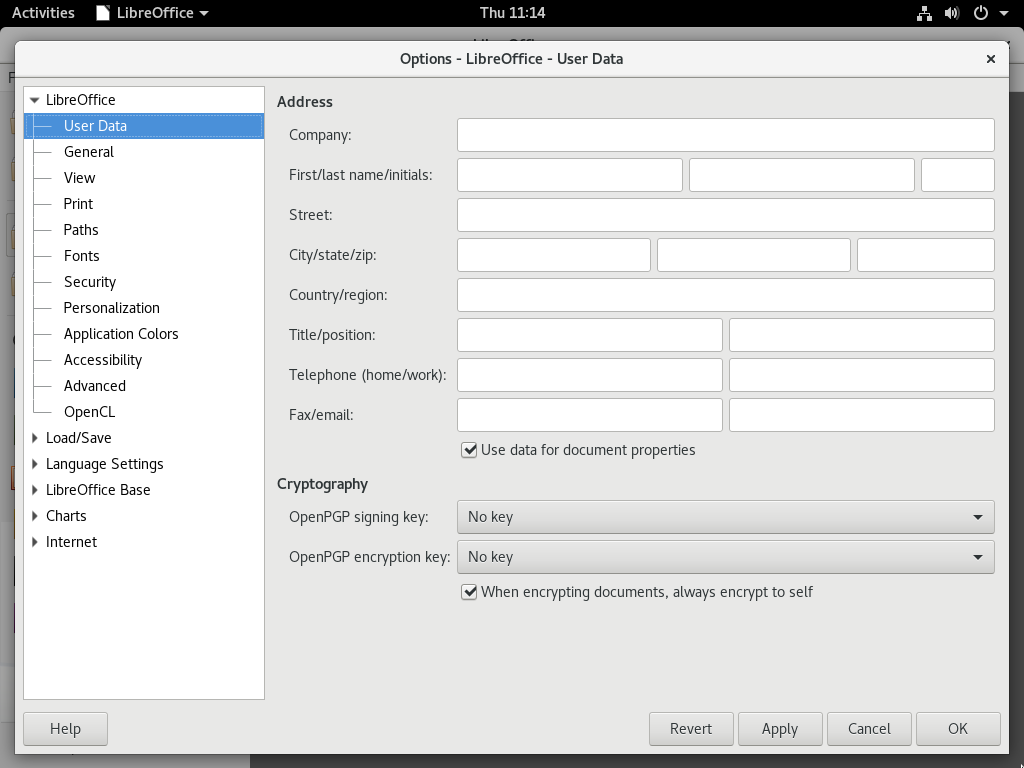 Activities LibreOffice Thu 11:14
Options - LibreOffice - User Data
LibreOffice
User Data
General
View
Print
Paths
Fonts
Security
Personalization
Application Colors
Accessibility
Advanced
OpenCL
Load/Save
Language Settings
LibreOffice Base
Charts
Internet
Address
Company:
First/last name/initials:
Street:
City/state/zip:
Country/region:
Title/position:
Telephone (home/work):
Fax/email:
Use data for document properties
Cryptography
OpenPGP signing key: No key
OpenPGP encryption key: No key
When encrypting documents, always encrypt to self
Help Revert Apply Cancel OK